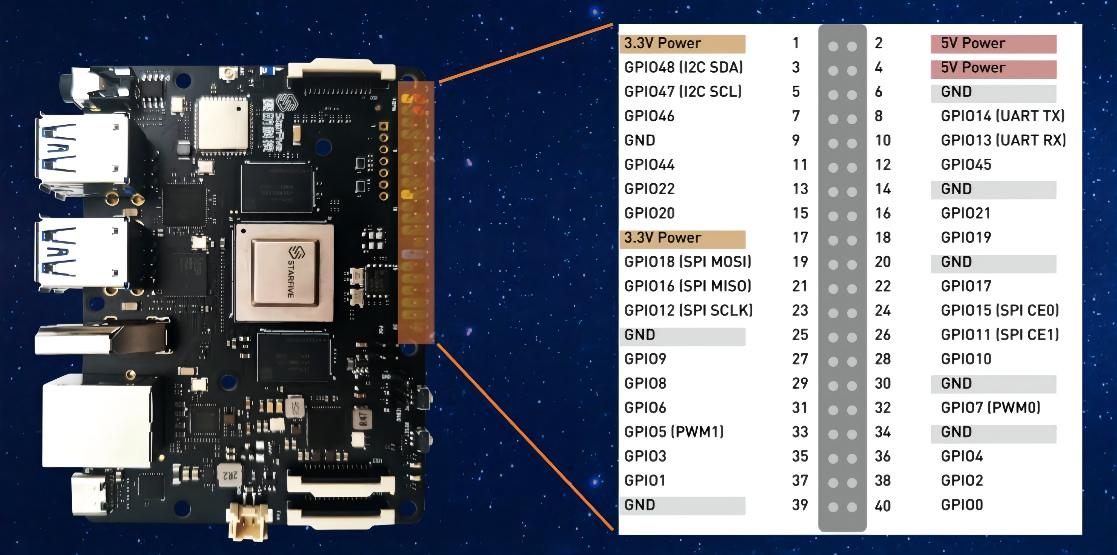 StarFive
STARFIVE
2R2
R47
3.3V Power 1 2 5V Power
GPIO48 (I2C SDA) 3 4 5V Power
GPIO47 (I2C SCL) 5 6 GND
GPIO46 7 8 GPIO14 (UART TX)
GND 9 10 GPIO13 (UART RX)
GPIO44 11 12 GPIO45
GPIO22 13 14 GND
GPIO20 15 16 GPIO21
3.3V Power 17 18 GPIO19
GPIO18 (SPI MOSI) 19 20 GND
GPIO16 (SPI MISO) 21 22 GPIO17
GPIO12 (SPI SCLK) 23 24 GPIO15 (SPI CE0)
GND 25 26 GPIO11 (SPI CE1)
GPIO9 27 28 GPIO10
GPIO8 29 30 GND
GPIO6 31 32 GPIO7 (PWM0)
GPIO5 (PWM1) 33 34 GND
GPIO3 35 36 GPIO4
GPIO1 37 38 GPIO2
GND 39 40 GPIO0